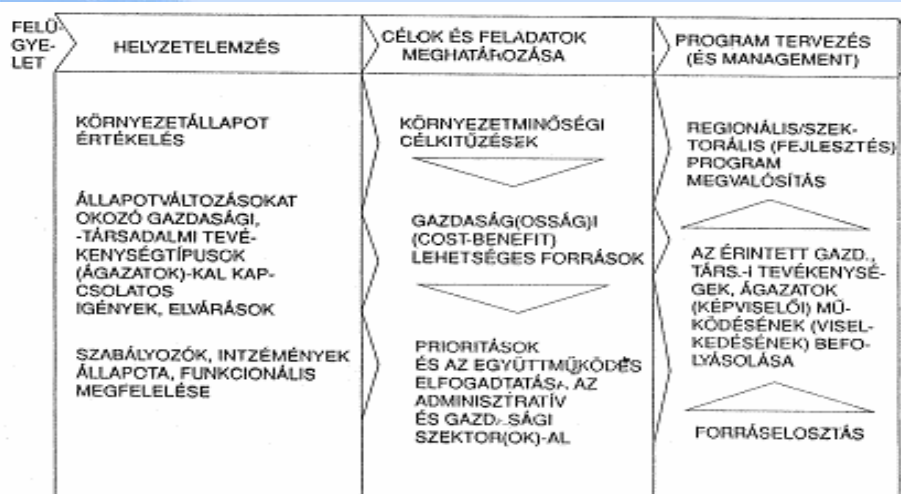 FELÜ-
GYE-
LET
HELYZETELEMZÉS
CÉLOK ÉS FELADATOK
MEGHATÁROZÁSA
PROGRAM TERVEZÉS
(ÉS MANAGEMENT)
KÖRNYEZETÁLLAPOT
ÉRTÉKELÉS
ÁLLAPOTVÁLTOZÁSOKAT
OKOZÓ GAZDASÁGI,
-TÁRSADALMI TEVÉ-
KENYSÉGTÍPUSOK
(ÁGAZATOK)-KAL KAP-
CSOLATOS
IGÉNYEK, ELVÁRÁSOK
SZABÁLYOZÓK, INTZÉMÉNYEK
ÁLLAPOTA, FUNKCIONÁLIS
MEGFELELÉSE
KÖRNYEZETMINŐSÉGI
CÉLKITŰZÉSEK
GAZDASÁG(OSSÁG)I
(COST-BENEFIT)
LEHETSÉGES FORRÁSOK
PRIORITÁSOK
ÉS AZ EGYÜTTMŰKÖDÉS
ELFOGADTATÁSA AZ
ADMINISZTRATÍV
ÉS GAZDASÁGI
SZEKTOR(OK)-AL
REGIONÁLIS/SZEK-
TORÁLIS (FEJLESZTÉS)
PROGRAM
MEGVALÓSÍTÁS
AZ ÉRINTETT GAZD.,
TÁRS.-I TEVÉKENYSÉ-
GEK, ÁGAZATOK
(KÉPVISELŐI) MŰ-
KÖDÉSÉNEK (VISEL-
KEDÉSÉNEK) BEFO-
LYÁSOLÁSA
FORRÁSELOSZTÁS